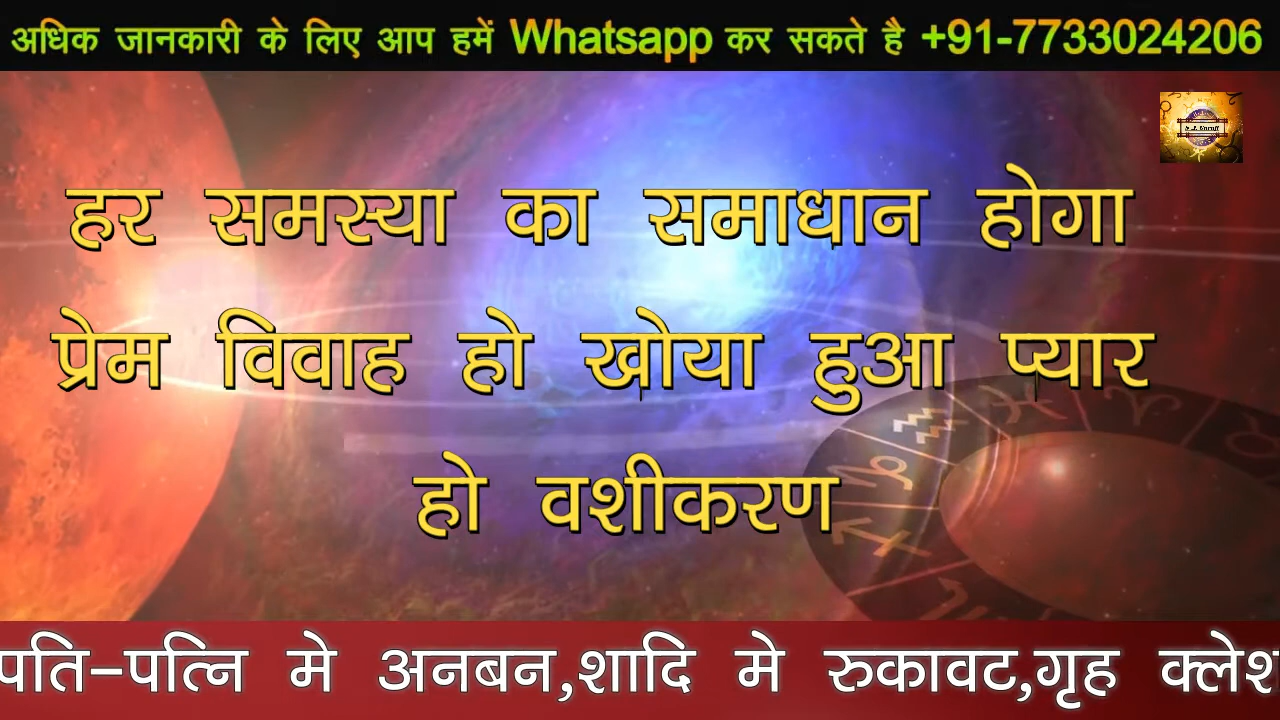 अधिक जानकारी के लिए आप हमें Whatsapp कर सकते है +91-7733024206
हर समस्या का समाधान होगा
प्रेम विवाह हो खोया हुआ प्यार
हो वशीकरण
पति-पत्नि मे अनबन,शादि मे रुकावट,गृह क्लेश